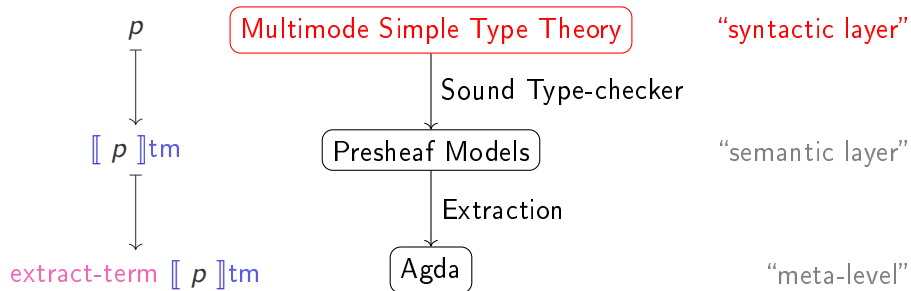 p Multimode Simple Type Theory “syntactic layer”
Sound Type-checker
⟦ p ⟧tm Presheaf Models “semantic layer”
Extraction
extract-term ⟦ p ⟧tm Agda “meta-level”